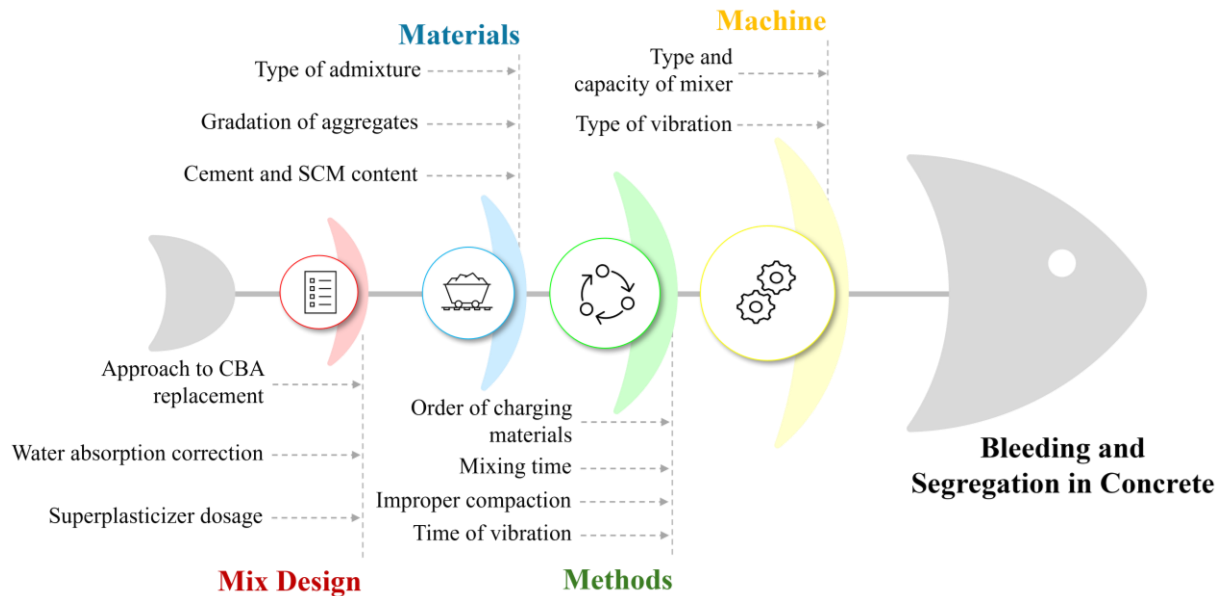 Materials
Type of admixture
Gradation of aggregates
Cement and SCM content
Machine
Type and
capacity of mixer
Type of vibration
Approach to CBA
replacement
Water absorption correction
Superplasticizer dosage
Mix Design
Order of charging
materials
Mixing time
Improper compaction
Time of vibration
Methods
Bleeding and
Segregation in Concrete